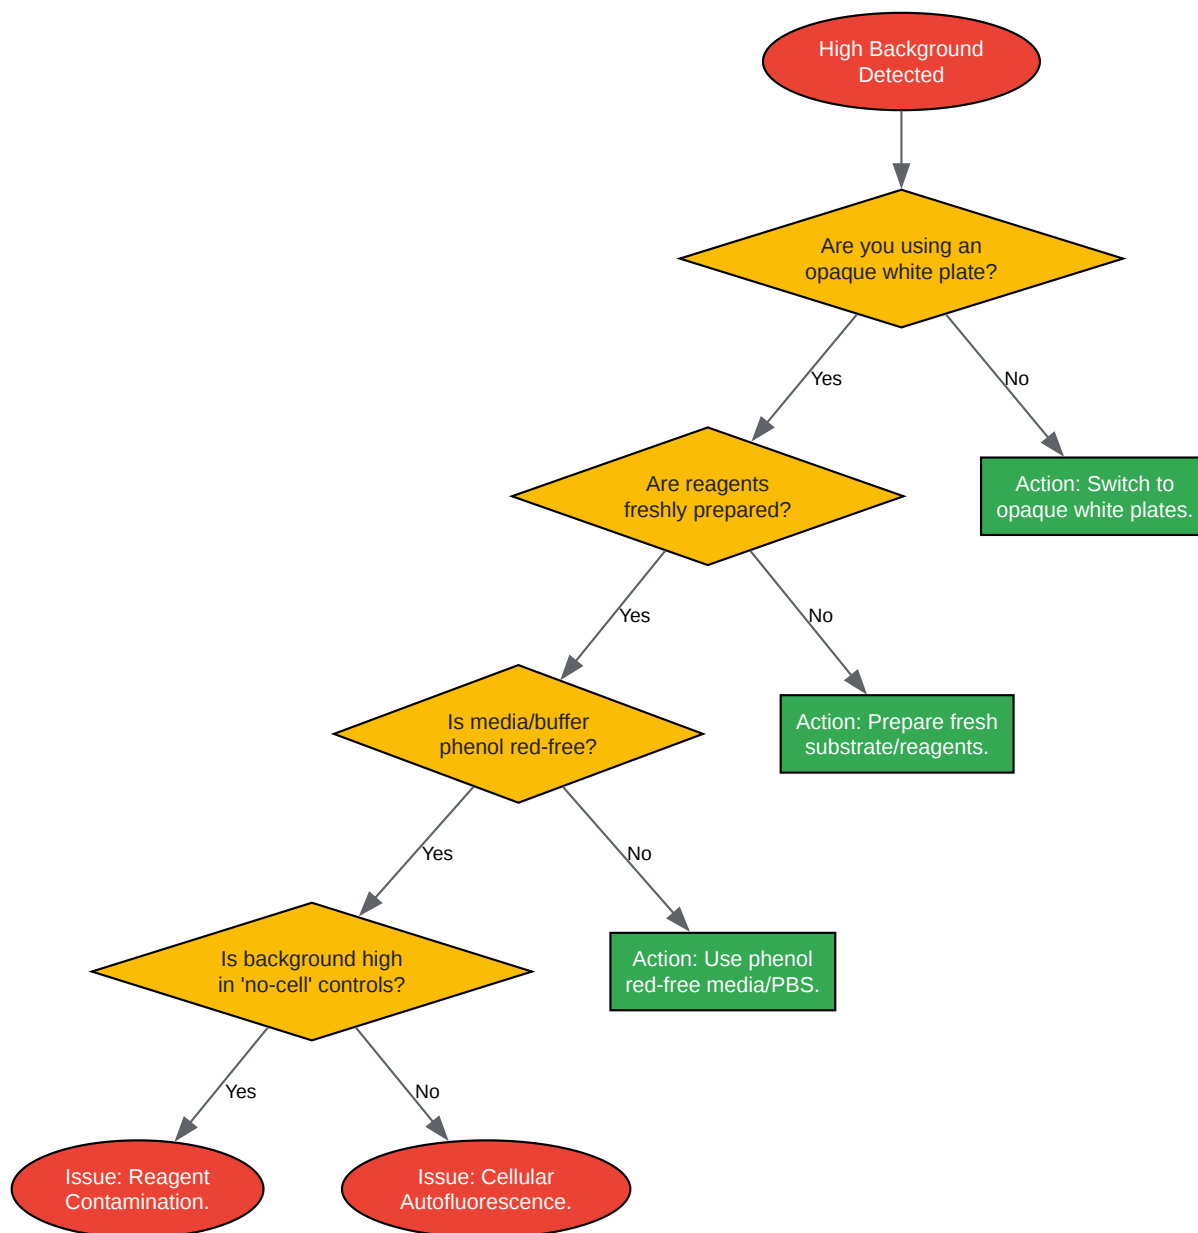 High Background
Detected
Are you using an
opaque white plate?
Yes
No
Are reagents
freshly prepared?
Action: Switch to
opaque white plates.
Yes
No
Is media/buffer
phenol red-free?
Action: Prepare fresh
substrate/reagents.
Yes
No
Is background high
in 'no-cell' controls?
Action: Use phenol
red-free media/PBS.
Yes
No
Issue: Reagent
Contamination.
Issue: Cellular
Autofluorescence.